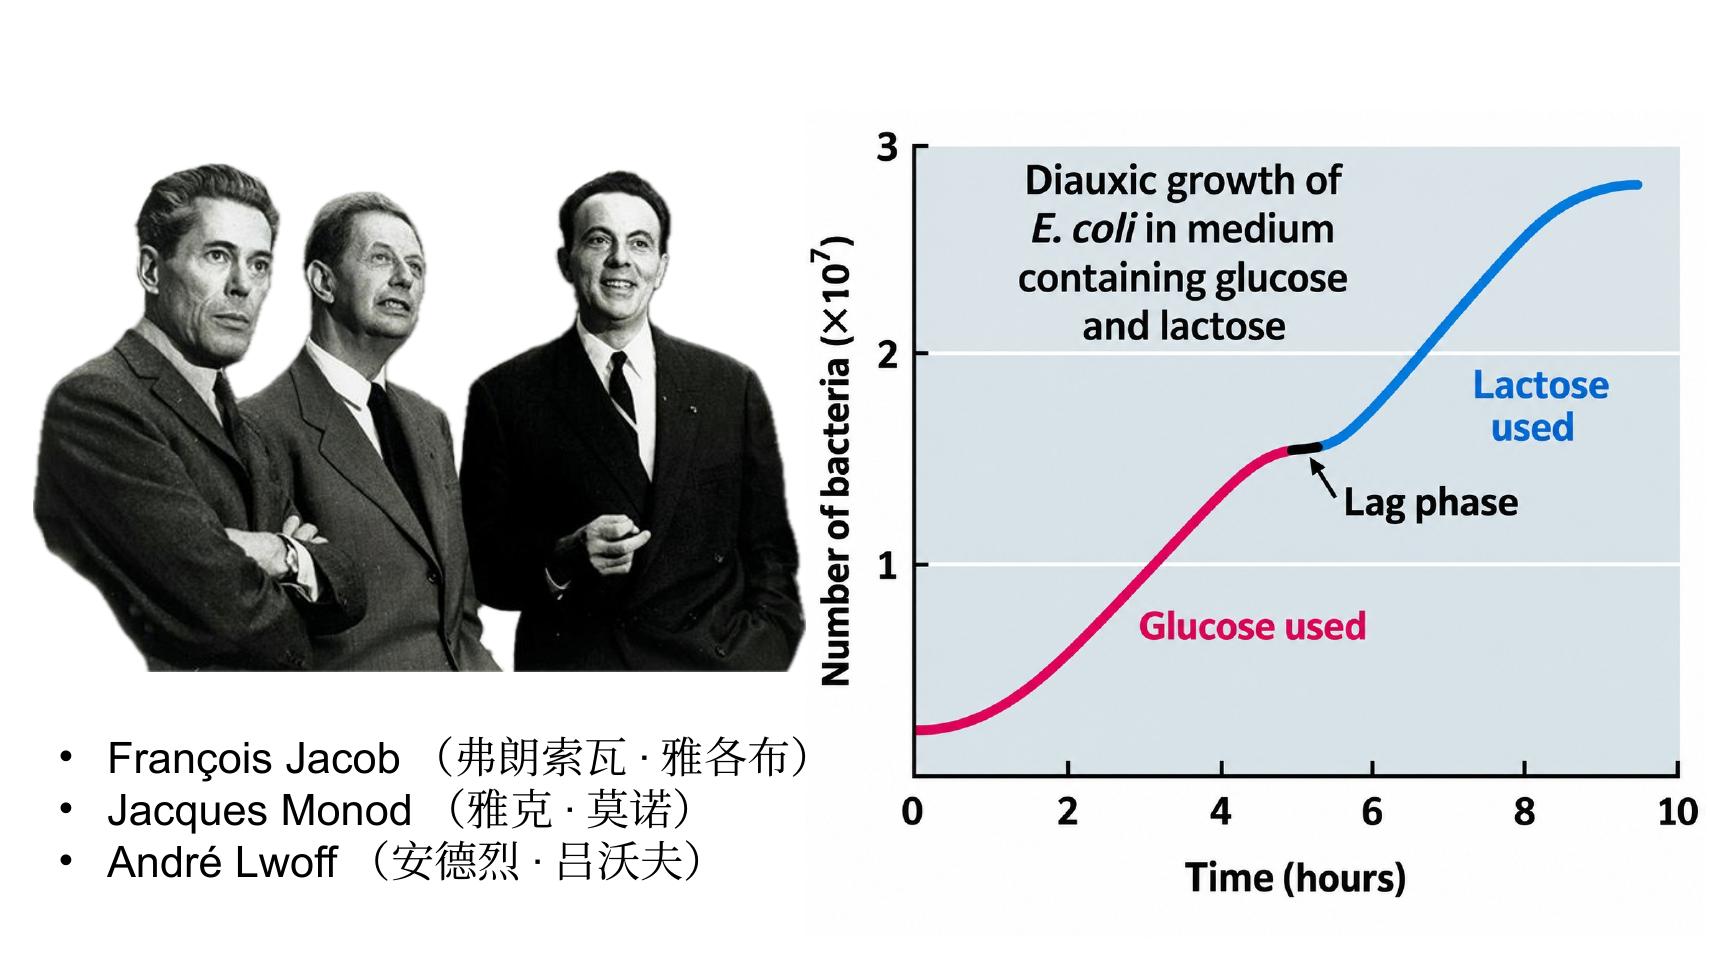 • François Jacob （弗朗索瓦 · 雅各布）
• Jacques Monod （雅克 · 莫诺）
• André Lwoff （安德烈 · 吕沃夫）
Number of bacteria (×10⁷)
3
2
1
Diauxic growth of
E. coli in medium
containing glucose
and lactose
Lactose
used
Lag phase
Glucose used
0 2 4 6 8 10
Time (hours)